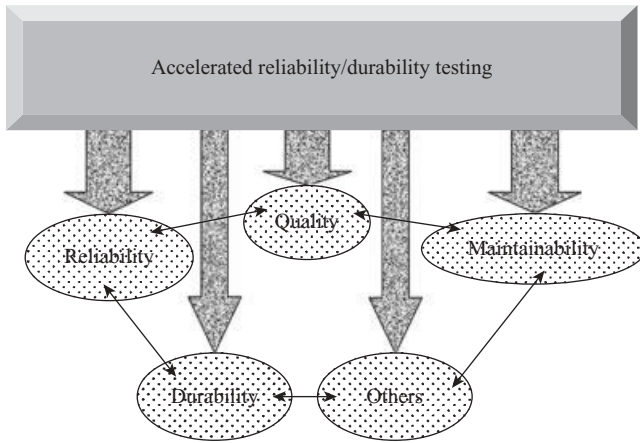 Accelerated reliability/durability testing
Quality
Reliability
Maintainability
Durability
Others